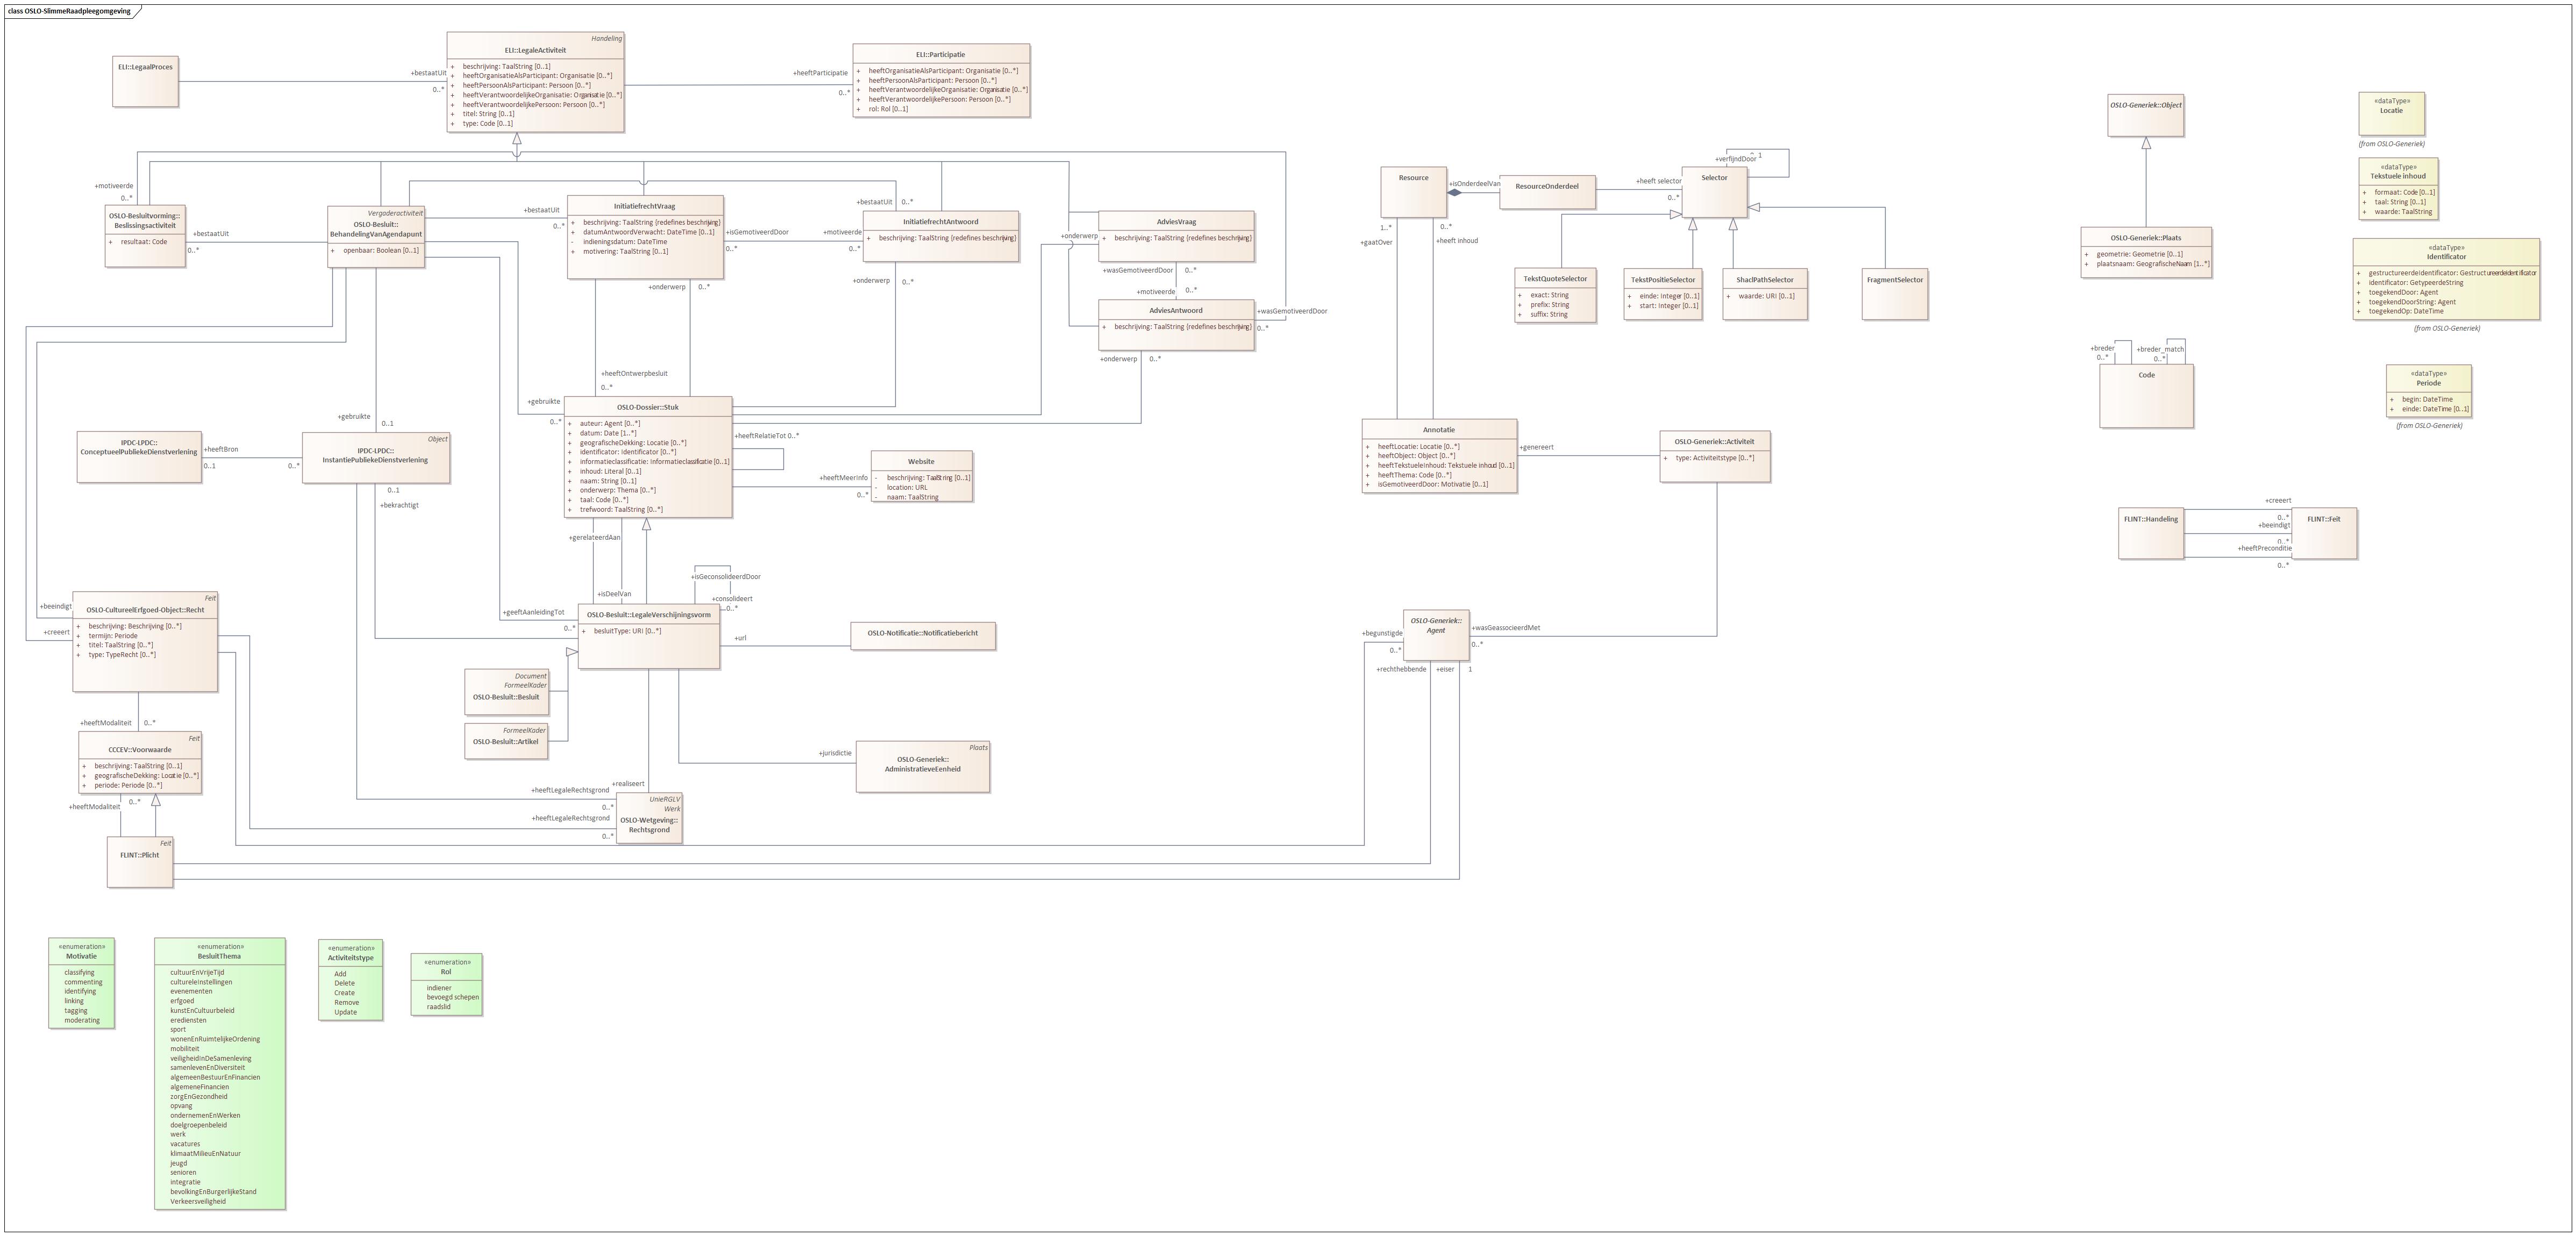 class OSLO-SlimmeRaadpleegomgeving
ELI::LegaalProces
+bestaatUit
0..*
Handeling
ELI::LegaleActiviteit
+ beschrijving: TaalString [0..1]
+ heeftOrganisatieAlsParticipant: Organisatie [0..*]
+ heeftPersoonAlsParticipant: Persoon [0..*]
+ heeftVerantwoordelijkeOrganisatie: Organisatie [0..*]
+ heeftVerantwoordelijkePersoon: Persoon [0..*]
+ titel: String [0..1]
+ type: Code [0..1]
+heeftParticipatie
0..*
ELI::Participatie
+ heeftOrganisatieAlsParticipant: Organisatie [0..*]
+ heeftPersoonAlsParticipant: Persoon [0..*]
+ heeftVerantwoordelijkeOrganisatie: Organisatie [0..*]
+ heeftVerantwoordelijkePersoon: Persoon [0..*]
+ rol: Rol [0..1]
+motiveerde
0..*
OSLO-Besluitvorming::
Beslissingsactiviteit
+ resultaat: Code
+bestaatUit
0..*
Vergaderactiviteit
OSLO-Besluit::
BehandelingVanAgendapunt
+ openbaar: Boolean [0..1]
+bestaatUit
0..*
InitiatiefrechtVraag
+ beschrijving: TaalString {redefines beschrijving}
+ datumAntwoordVerwacht: DateTime [0..1]
- indieningsdatum: DateTime
+ motivering: TaalString [0..1]
+isGemotiveerdDoor
0..*
+motiveerde
0..*
+bestaatUit
0..*
InitiatiefrechtAntwoord
+ beschrijving: TaalString {redefines beschrijving}
+onderwerp
0..*
+onderwerp
0..*
+onderwerp
AdviesVraag
+ beschrijving: TaalString {redefines beschrijving}
+wasGemotiveerdDoor
0..*
+motiveerde
0..*
AdviesAntwoord
+ beschrijving: TaalString {redefines beschrijving}
+wasGemotiveerdDoor
0..*
+onderwerp
0..*
+heeftOntwerpbesluit
0..*
+gebruikte
0..*
+gebruikte
0..1
OSLO-Dossier::Stuk
+ auteur: Agent [0..*]
+ datum: Date [1..*]
+ geografischeDekking: Locatie [0..*]
+ identificator: Identificator [0..*]
+ informatieclassificatie: Informatieclassificatie [0..1]
+ inhoud: Literal [0..1]
+ naam: String [0..1]
+ onderwerp: Thema [0..*]
+ taal: Code [0..*]
+ trefwoord: TaalString [0..*]
+heeftRelatieTot 0..*
+heeftMeerInfo
0..*
Website
- beschrijving: TaalString [0..1]
- location: URL
- naam: TaalString
IPDC-LPDC::
ConceptueelPubliekeDienstverlening
+heeftBron
0..1
0..*
Object
IPDC-LPDC::
InstantiePubliekeDienstverlening
0..1
+bekrachtigt
+gerelateerdAan
+isDeelVan
+isGeconsolideerdDoor
+consolideert
0..*
+geeftAanleidingTot
0..*
OSLO-Besluit::LegaleVerschijningsvorm
+ besluitType: URI [0..*]
+url
OSLO-Notificatie::Notificatiebericht
Document
FormeelKader
OSLO-Besluit::Besluit
FormeelKader
OSLO-Besluit::Artikel
+jurisdictie
Plaats
OSLO-Generiek::
AdministratieveEenheid
+realiseert
+heeftLegaleRechtsgrond
0..*
+heeftLegaleRechtsgrond
0..*
UnieRGLV
Werk
OSLO-Wetgeving::
Rechtsgrond
+beeindigt
+creeert
Feit
OSLO-CultureelErfgoed-Object::Recht
+ beschrijving: Beschrijving [0..*]
+ termijn: Periode
+ titel: TaalString [0..*]
+ type: TypeRecht [0..*]
+heeftModaliteit
0..*
Feit
CCCEV::Voorwaarde
+ beschrijving: TaalString [0..1]
+ geografischeDekking: Locatie [0..*]
+ periode: Periode [0..*]
+heeftModaliteit
0..*
Feit
FLINT::Plicht
Resource
+isOnderdeelVan
ResourceOnderdeel
+heeft selector
0..*
+verfijndDoor
Selector
1..*
+gaatOver
0..*
+heeft inhoud
TekstQuoteSelector
+ exact: String
+ prefix: String
+ suffix: String
TekstPositieSelector
+ einde: Integer [0..1]
+ start: Integer [0..1]
ShaclPathSelector
+ waarde: URI [0..1]
FragmentSelector
Annotatie
+ heeftLocatie: Locatie [0..*]
+ heeftObject: Object [0..*]
+ heeftTekstueleInhoud: Tekstuele inhoud [0..1]
+ heeftThema: Code [0..*]
+ isGemotiveerdDoor: Motivatie [0..1]
+genereert
OSLO-Generiek::Activiteit
+ type: Activiteitstype [0..*]
+begunstigde
0..*
OSLO-Generiek::
Agent
+wasGeassocieerdMet
0..*
+rechthebbende
+eiser
1
OSLO-Generiek::Object
OSLO-Generiek::Plaats
+ geometrie: Geometrie [0..1]
+ plaatsnaam: GeografischeNaam [1..*]
+breder
0..*
+breder_match
0..*
Code
FLINT::Handeling
+creeert
0..*
+beeindigt
0..*
+heeftPreconditie
0..*
FLINT::Feit
«dataType»
Locatie
(from OSLO-Generiek)
«dataType»
Tekstuele inhoud
+ formaat: Code [0..1]
+ taal: String [0..1]
+ waarde: TaalString
«dataType»
Identificator
+ gestructureerdeIdentificator: GestructureerdeIdentificator
+ identificator: GetypeerdeString
+ toegekendDoor: Agent
+ toegekendDoorString: Agent
+ toegekendOp: DateTime
(from OSLO-Generiek)
«dataType»
Periode
+ begin: DateTime
+ einde: DateTime [0..1]
(from OSLO-Generiek)
«enumeration»
Motivatie
classifying
commenting
identifying
linking
tagging
moderating
«enumeration»
BesluitThema
cultuurEnVrijeTijd
cultureleInstellingen
evenementen
erfgoed
kunstEnCultuurbeleid
erediensten
sport
wonenEnRuimtelijkeOrdening
mobiliteit
veiligheidInDeSamenleving
samenlevenEnDiversiteit
algemeenBestuurEnFinancien
algemeneFinancien
zorgEnGezondheid
opvang
ondernemenEnWerken
doelgroepenbeleid
werk
vacatures
klimaatMilieuEnNatuur
jeugd
senioren
integratie
bevolkingEnBurgerlijkeStand
Verkeersveiligheid
«enumeration»
Activiteitstype
Add
Delete
Create
Remove
Update
«enumeration»
Rol
indiener
bevoegd schepen
raadslid